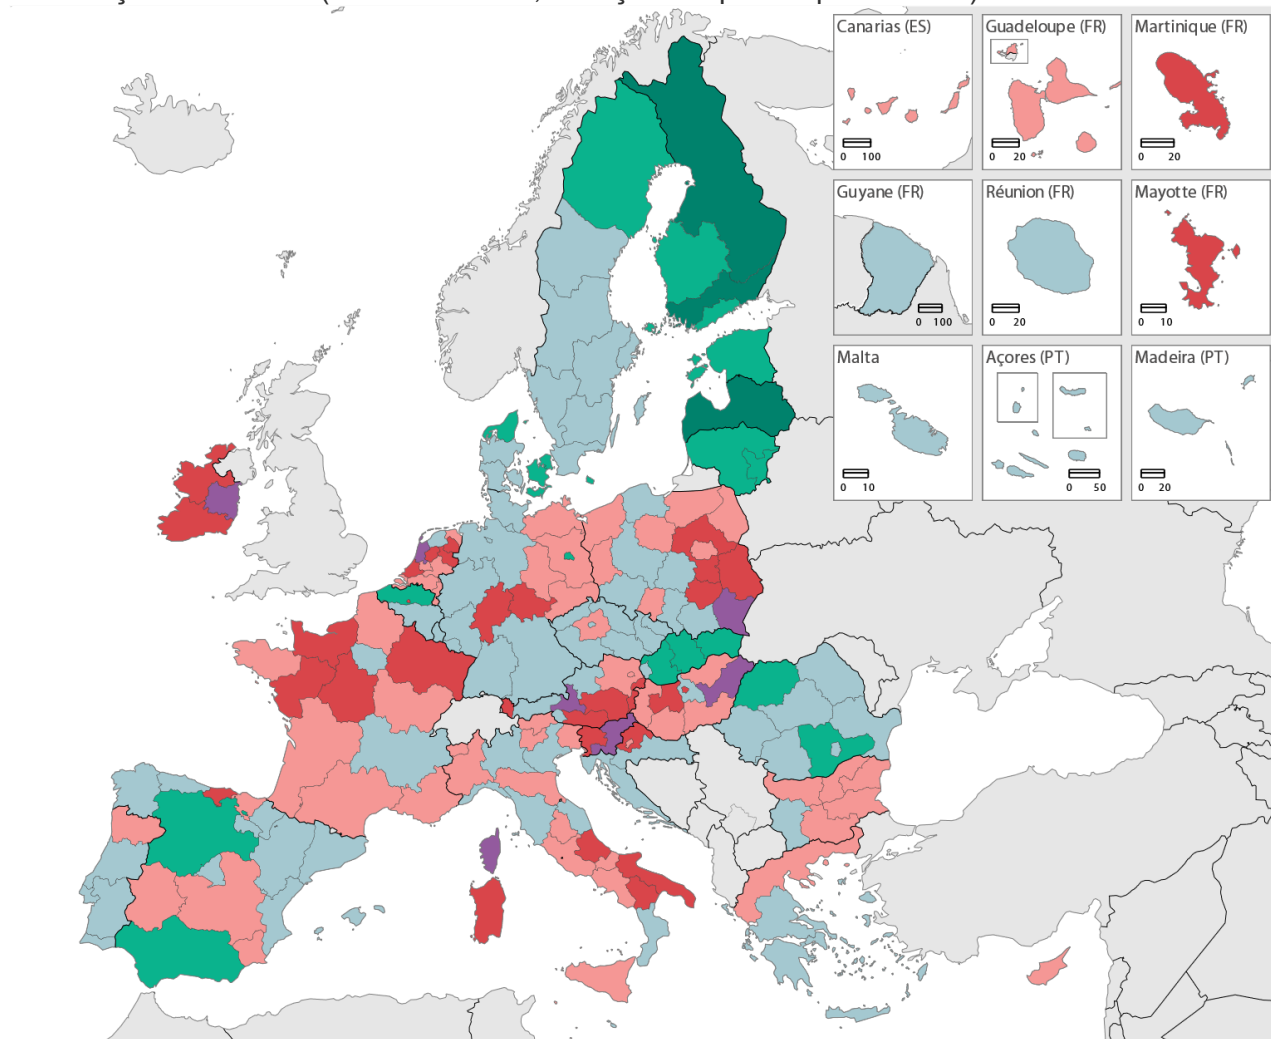 Canarias (ES)
0 100
Guadeloupe (FR)
0 20
Martinique (FR)
0 20
Guyane (FR)
0 100
Réunion (FR)
0 20
Mayotte (FR)
0 10
Malta
0 10
Açores (PT)
0 50
Madeira (PT)
0 20